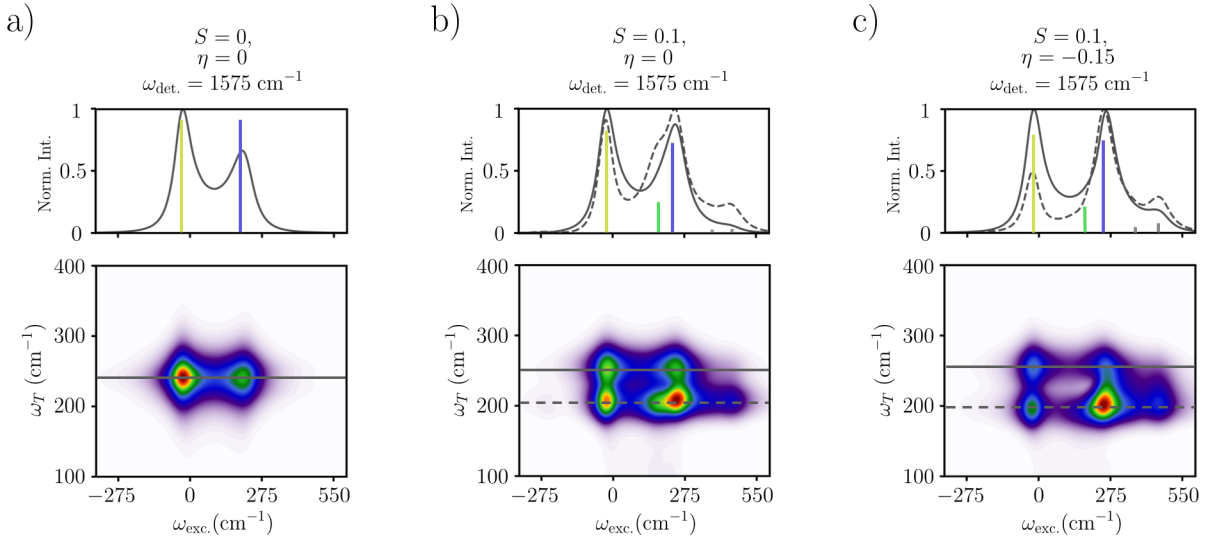 a)
S = 0,
η = 0
ω_det. = 1575 cm⁻¹
Norm. Int.
1
0.5
0
ω_T (cm⁻¹)
400
300
200
100
−275
0
275
550
ω_exc.(cm⁻¹)
b)
S = 0.1,
η = 0
ω_det. = 1575 cm⁻¹
Norm. Int.
1
0.5
0
ω_T (cm⁻¹)
400
300
200
100
−275
0
275
550
ω_exc.(cm⁻¹)
c)
S = 0.1,
η = −0.15
ω_det. = 1575 cm⁻¹
Norm. Int.
1
0.5
0
ω_T (cm⁻¹)
400
300
200
100
−275
0
275
550
ω_exc.(cm⁻¹)